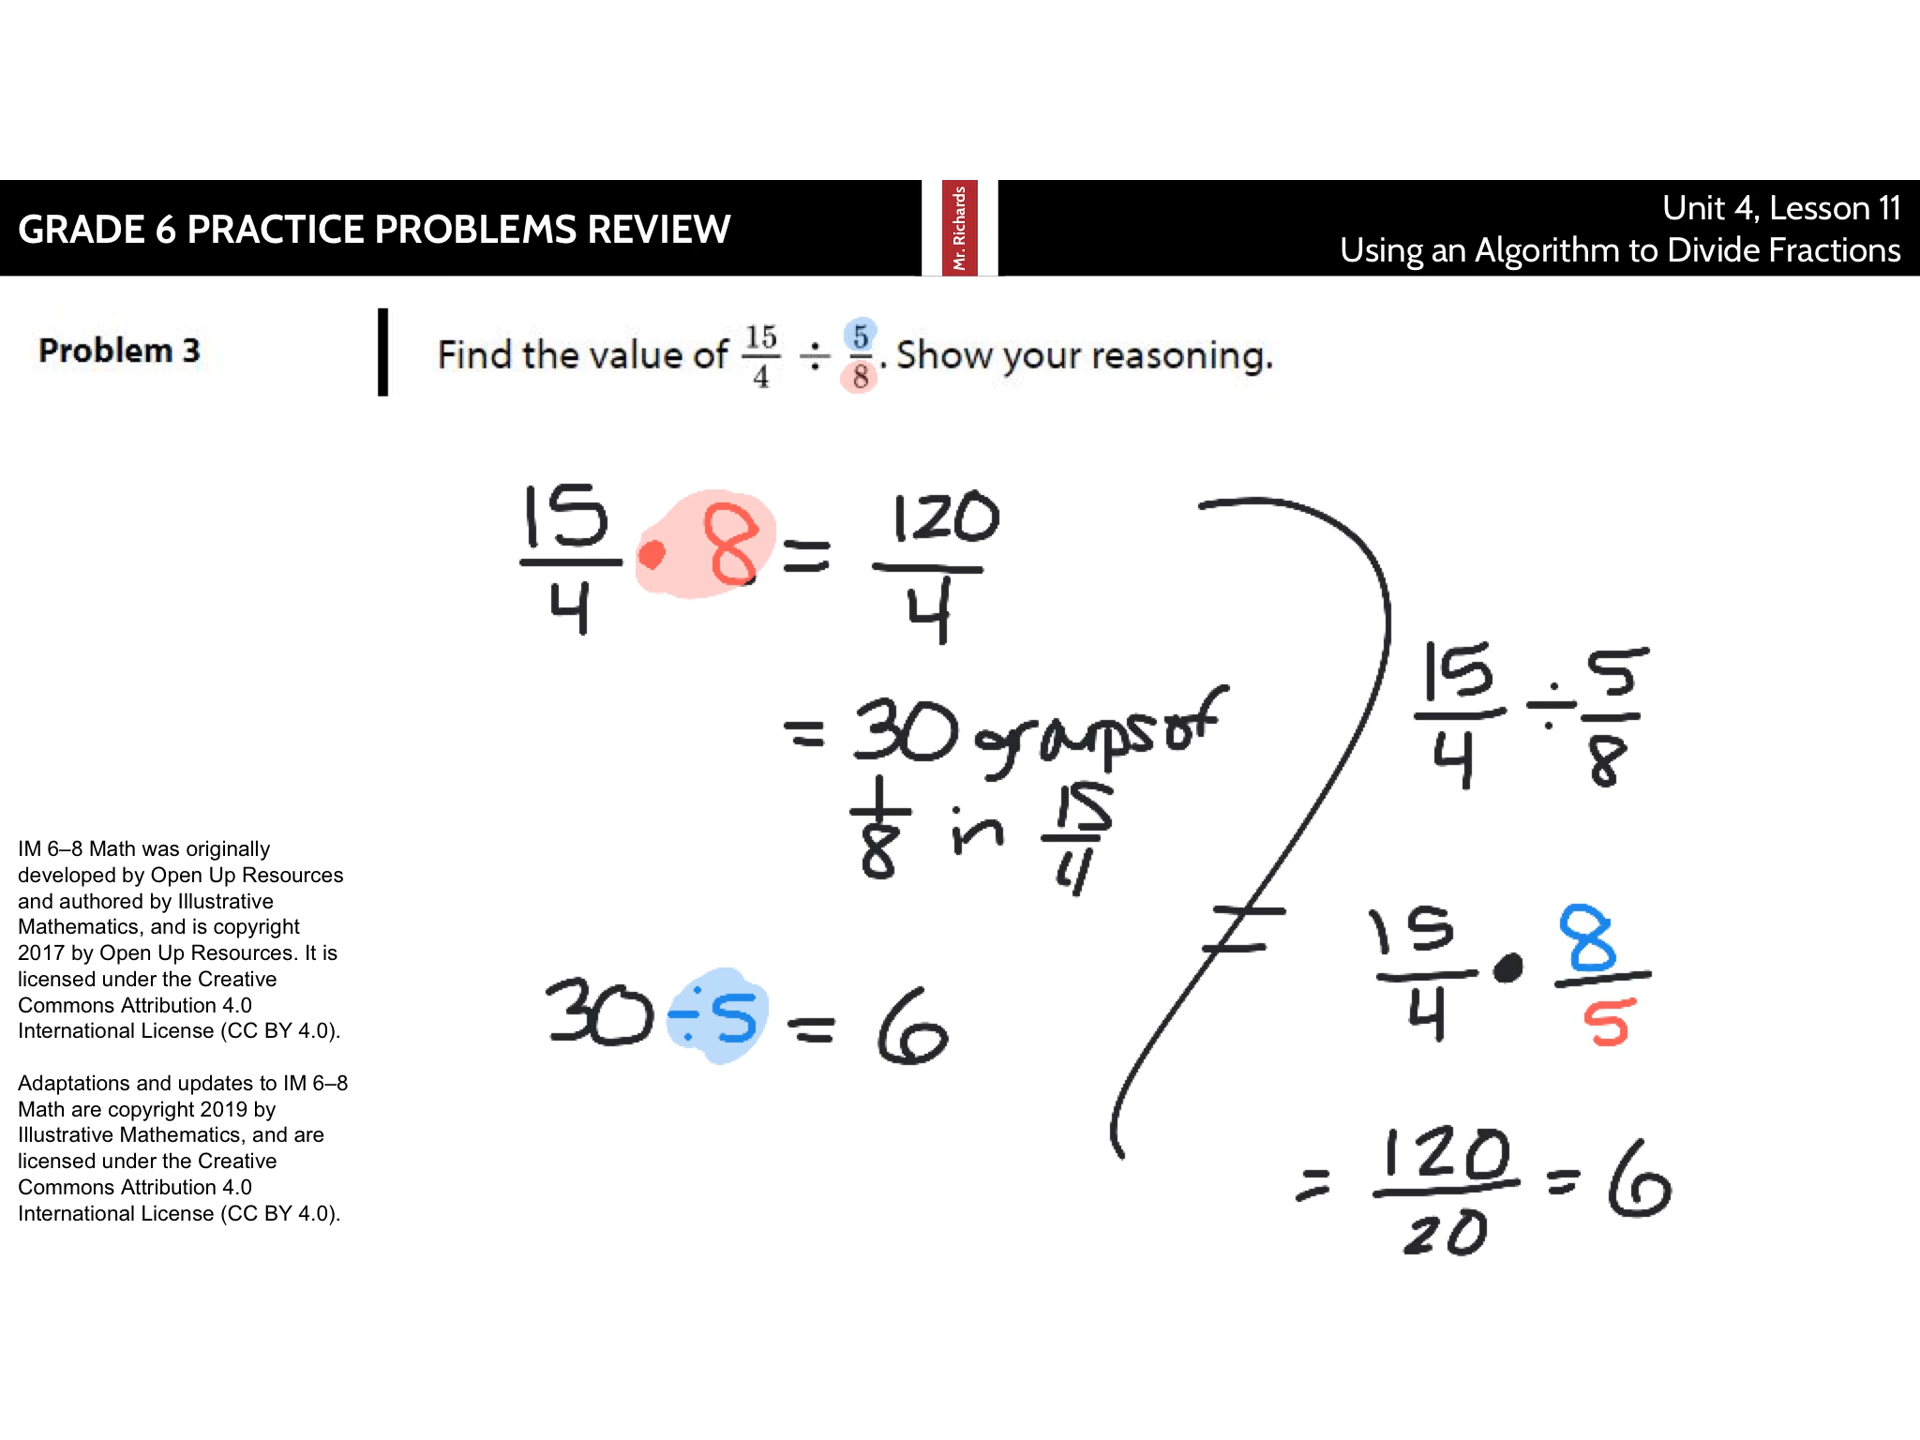 GRADE 6 PRACTICE PROBLEMS REVIEW
Mr. Richards
Unit 4, Lesson 11
Using an Algorithm to Divide Fractions
Problem 3
Find the value of 15/4 ÷ 5/8. Show your reasoning.
15/4 • 8 = 120/4
= 30 groups of
1/8 in 15/4
30 ÷ 5 = 6
=
15/4 ÷ 5/8
15/4 • 8/5
= 120/20 = 6
IM 6–8 Math was originally
developed by Open Up Resources
and authored by Illustrative
Mathematics, and is copyright
2017 by Open Up Resources. It is
licensed under the Creative
Commons Attribution 4.0
International License (CC BY 4.0).
Adaptations and updates to IM 6–8
Math are copyright 2019 by
Illustrative Mathematics, and are
licensed under the Creative
Commons Attribution 4.0
International License (CC BY 4.0).